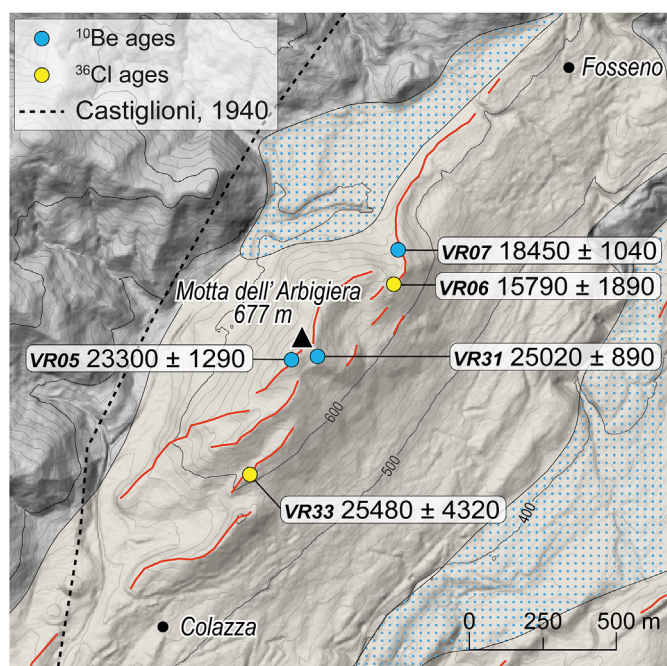 ¹⁰Be ages
³⁶Cl ages
Castiglioni, 1940
Fosseno
VR07 18450 ± 1040
VR06 15790 ± 1890
Motta dell' Arbigiera
677 m
VR05 23300 ± 1290
VR31 25020 ± 890
600
500
400
VR33 25480 ± 4320
Colazza
0 250 500 m